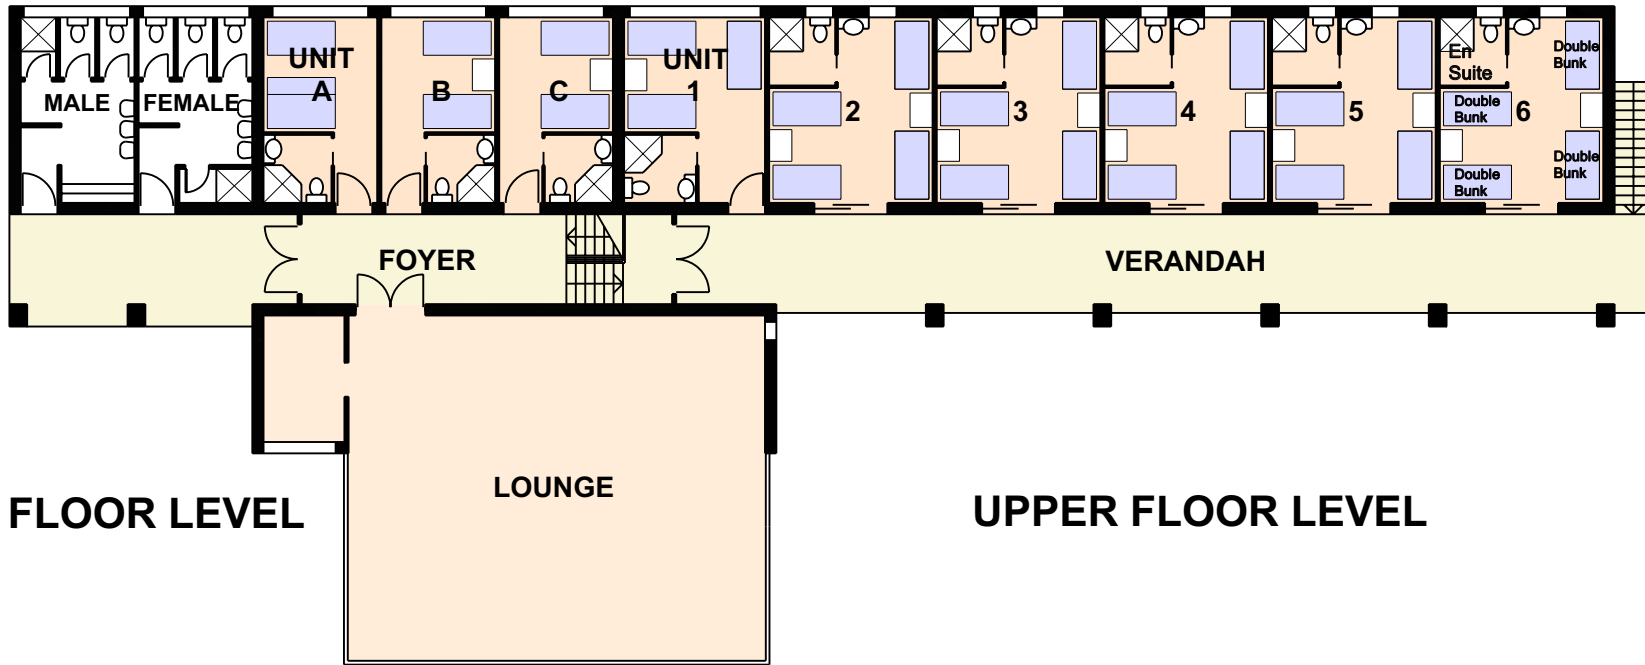 UNIT
A
B
C
UNIT
1
2
3
4
5
6
En
Suite
Double
Bunk
Double
Bunk
Double
Bunk
Double
Bunk
MALE
FEMALE
FOYER
VERANDAH
LOUNGE
FLOOR LEVEL
UPPER FLOOR LEVEL